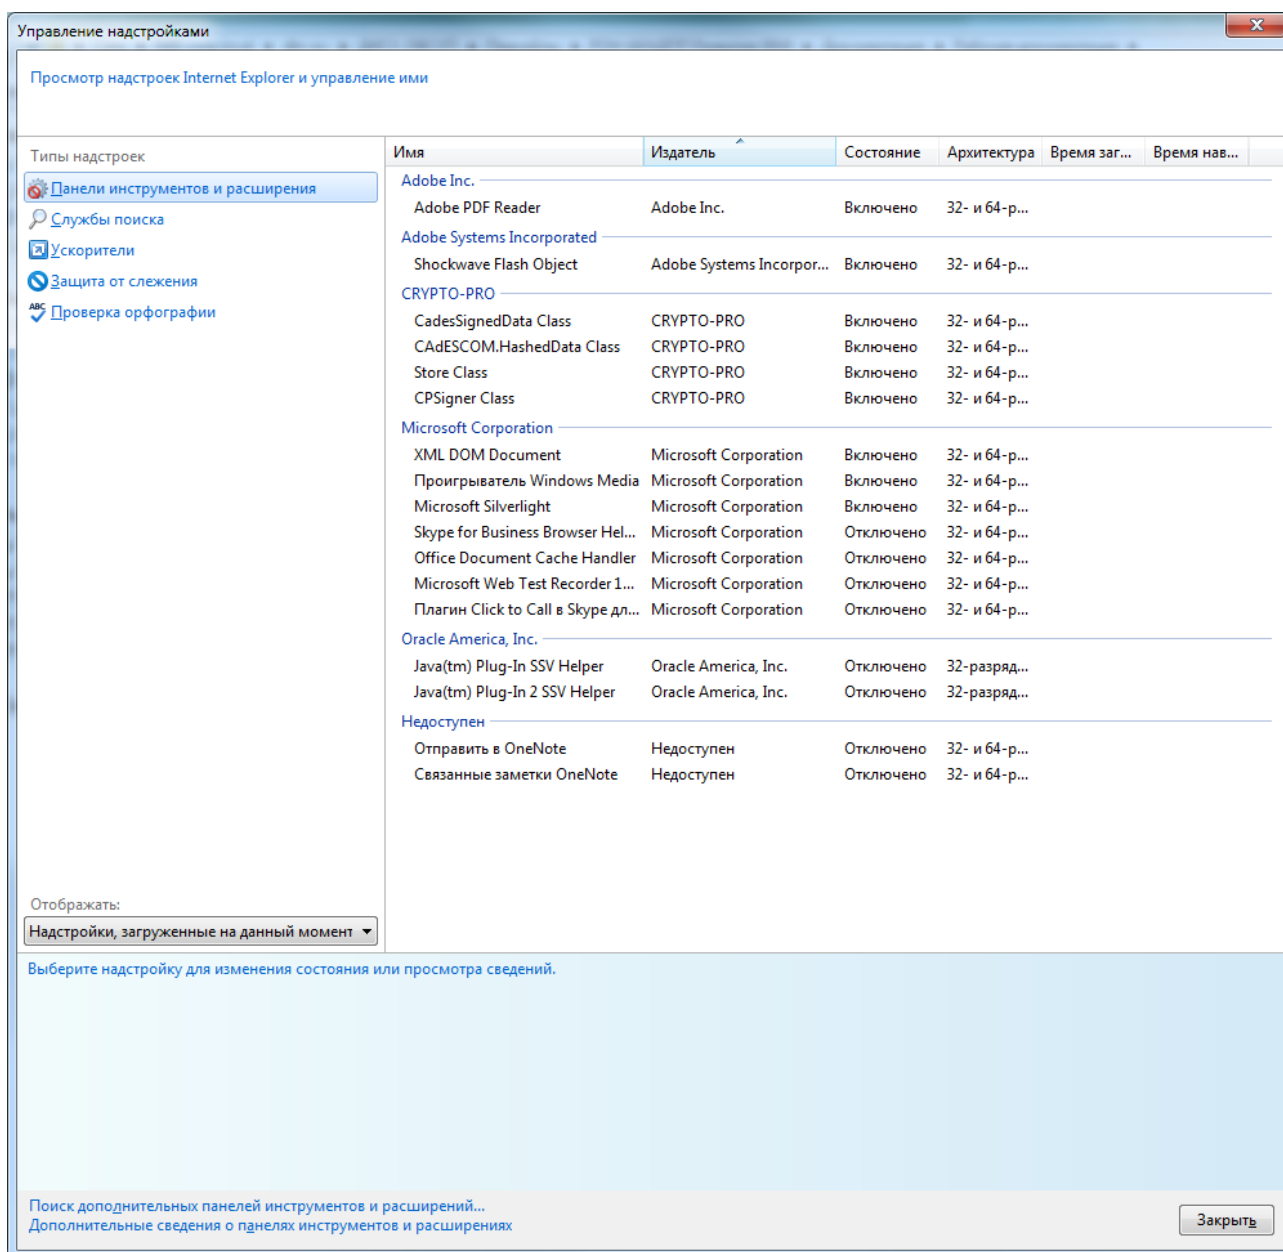 Управление надстройками
Просмотр надстроек Internet Explorer и управление ими
Типы надстроек
Панели инструментов и расширения
Службы поиска
Ускорители
Защита от слежения
ABC Проверка орфографии
Отображать:
Надстройки, загруженные на данный момент
Имя Издатель Состояние Архитектура Время заг... Время нав...
Adobe Inc.
Adobe PDF Reader Adobe Inc. Включено 32- и 64-р...
Adobe Systems Incorporated
Shockwave Flash Object Adobe Systems Incorpor... Включено 32- и 64-р...
CRYPTO-PRO
CadesSignedData Class CRYPTO-PRO Включено 32- и 64-р...
CAdESCOM.HashedData Class CRYPTO-PRO Включено 32- и 64-р...
Store Class CRYPTO-PRO Включено 32- и 64-р...
CPSigner Class CRYPTO-PRO Включено 32- и 64-р...
Microsoft Corporation
XML DOM Document Microsoft Corporation Включено 32- и 64-р...
Проигрыватель Windows Media Microsoft Corporation Включено 32- и 64-р...
Microsoft Silverlight Microsoft Corporation Включено 32- и 64-р...
Skype for Business Browser Hel... Microsoft Corporation Отключено 32- и 64-р...
Office Document Cache Handler Microsoft Corporation Отключено 32- и 64-р...
Microsoft Web Test Recorder 1... Microsoft Corporation Отключено 32- и 64-р...
Плагин Click to Call в Skype дл... Microsoft Corporation Отключено 32- и 64-р...
Oracle America, Inc.
Java(tm) Plug-In SSV Helper Oracle America, Inc. Отключено 32-разряд...
Java(tm) Plug-In 2 SSV Helper Oracle America, Inc. Отключено 32-разряд...
Недоступен
Отправить в OneNote Недоступен Отключено 32- и 64-р...
Связанные заметки OneNote Недоступен Отключено 32- и 64-р...
Выберите надстройку для изменения состояния или просмотра сведений.
Поиск дополнительных панелей инструментов и расширений...
Дополнительные сведения о панелях инструментов и расширениях
Закрыть